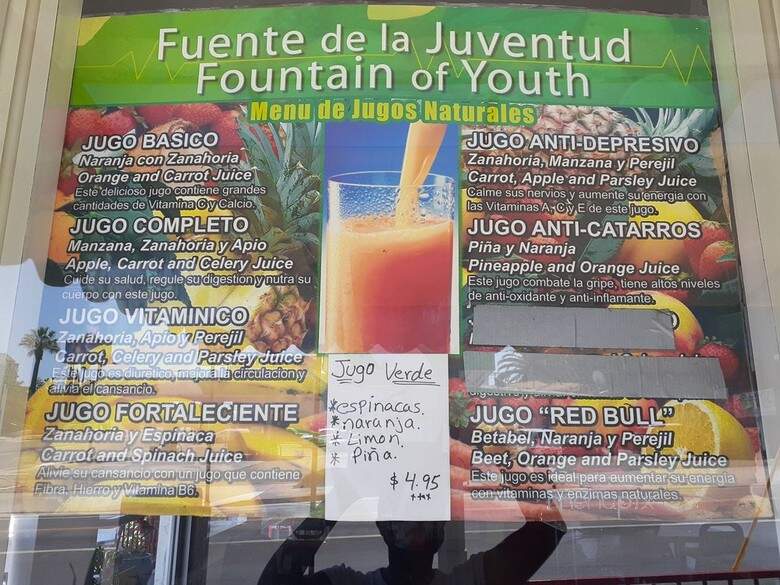 Fuente de la Juventud
Fountain of Youth
Menu de Jugos Naturales
JUGO BASICO
Naranja con Zanahoria
Orange and Carrot Juice
Este delicioso jugo contiene grandes
cantidades de Vitamina C y Calcio.
JUGO COMPLETO
Manzana, Zanahoria y Apio
Apple, Carrot and Celery Juice
Cuide su salud, regule su digestion y nutra su
cuerpo con este jugo.
JUGO VITAMINICO
Zanahoria, Apio y Perejil
Carrot, Celery and Parsley Juice
Este jugo es diuretico, mejora la circulacion y
alivia el cansancio.
JUGO FORTALECIENTE
Zanahoria y Espinaca
Carrot and Spinach Juice
Alivie su cansancio con un jugo que contiene
Fibra, Hierro y Vitamina B6.
Jugo Verde
*espinacas.
*naranja.
*Limon.
* Piña.
$4.95
+tax
JUGO ANTI-DEPRESIVO
Zanahoria, Manzana y Perejil
Carrot, Apple and Parsley Juice
Calme sus nervios y aumente su energia con
las Vitaminas A, C y E de este jugo.
JUGO ANTI-CATARROS
Piña y Naranja
Pineapple and Orange Juice
Este jugo combate la gripe, tiene altos niveles
de anti-oxidante y anti-inflamante.
JUGO "RED BULL"
Betabel, Naranja y Perejil
Beet, Orange and Parsley Juice
Este jugo es ideal para aumentar su energia
con vitaminas y enzimas naturales.